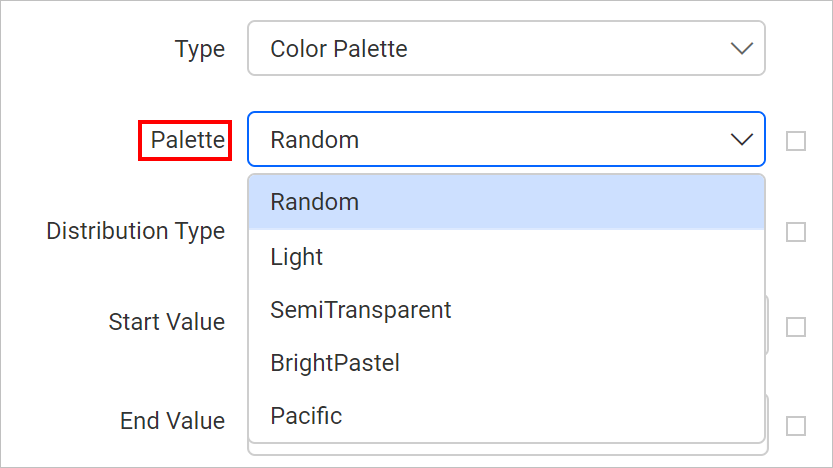 Type Color Palette
Palette Random
Random
Distribution Type
Light
SemiTransparent
Start Value
BrightPastel
Pacific
End Value